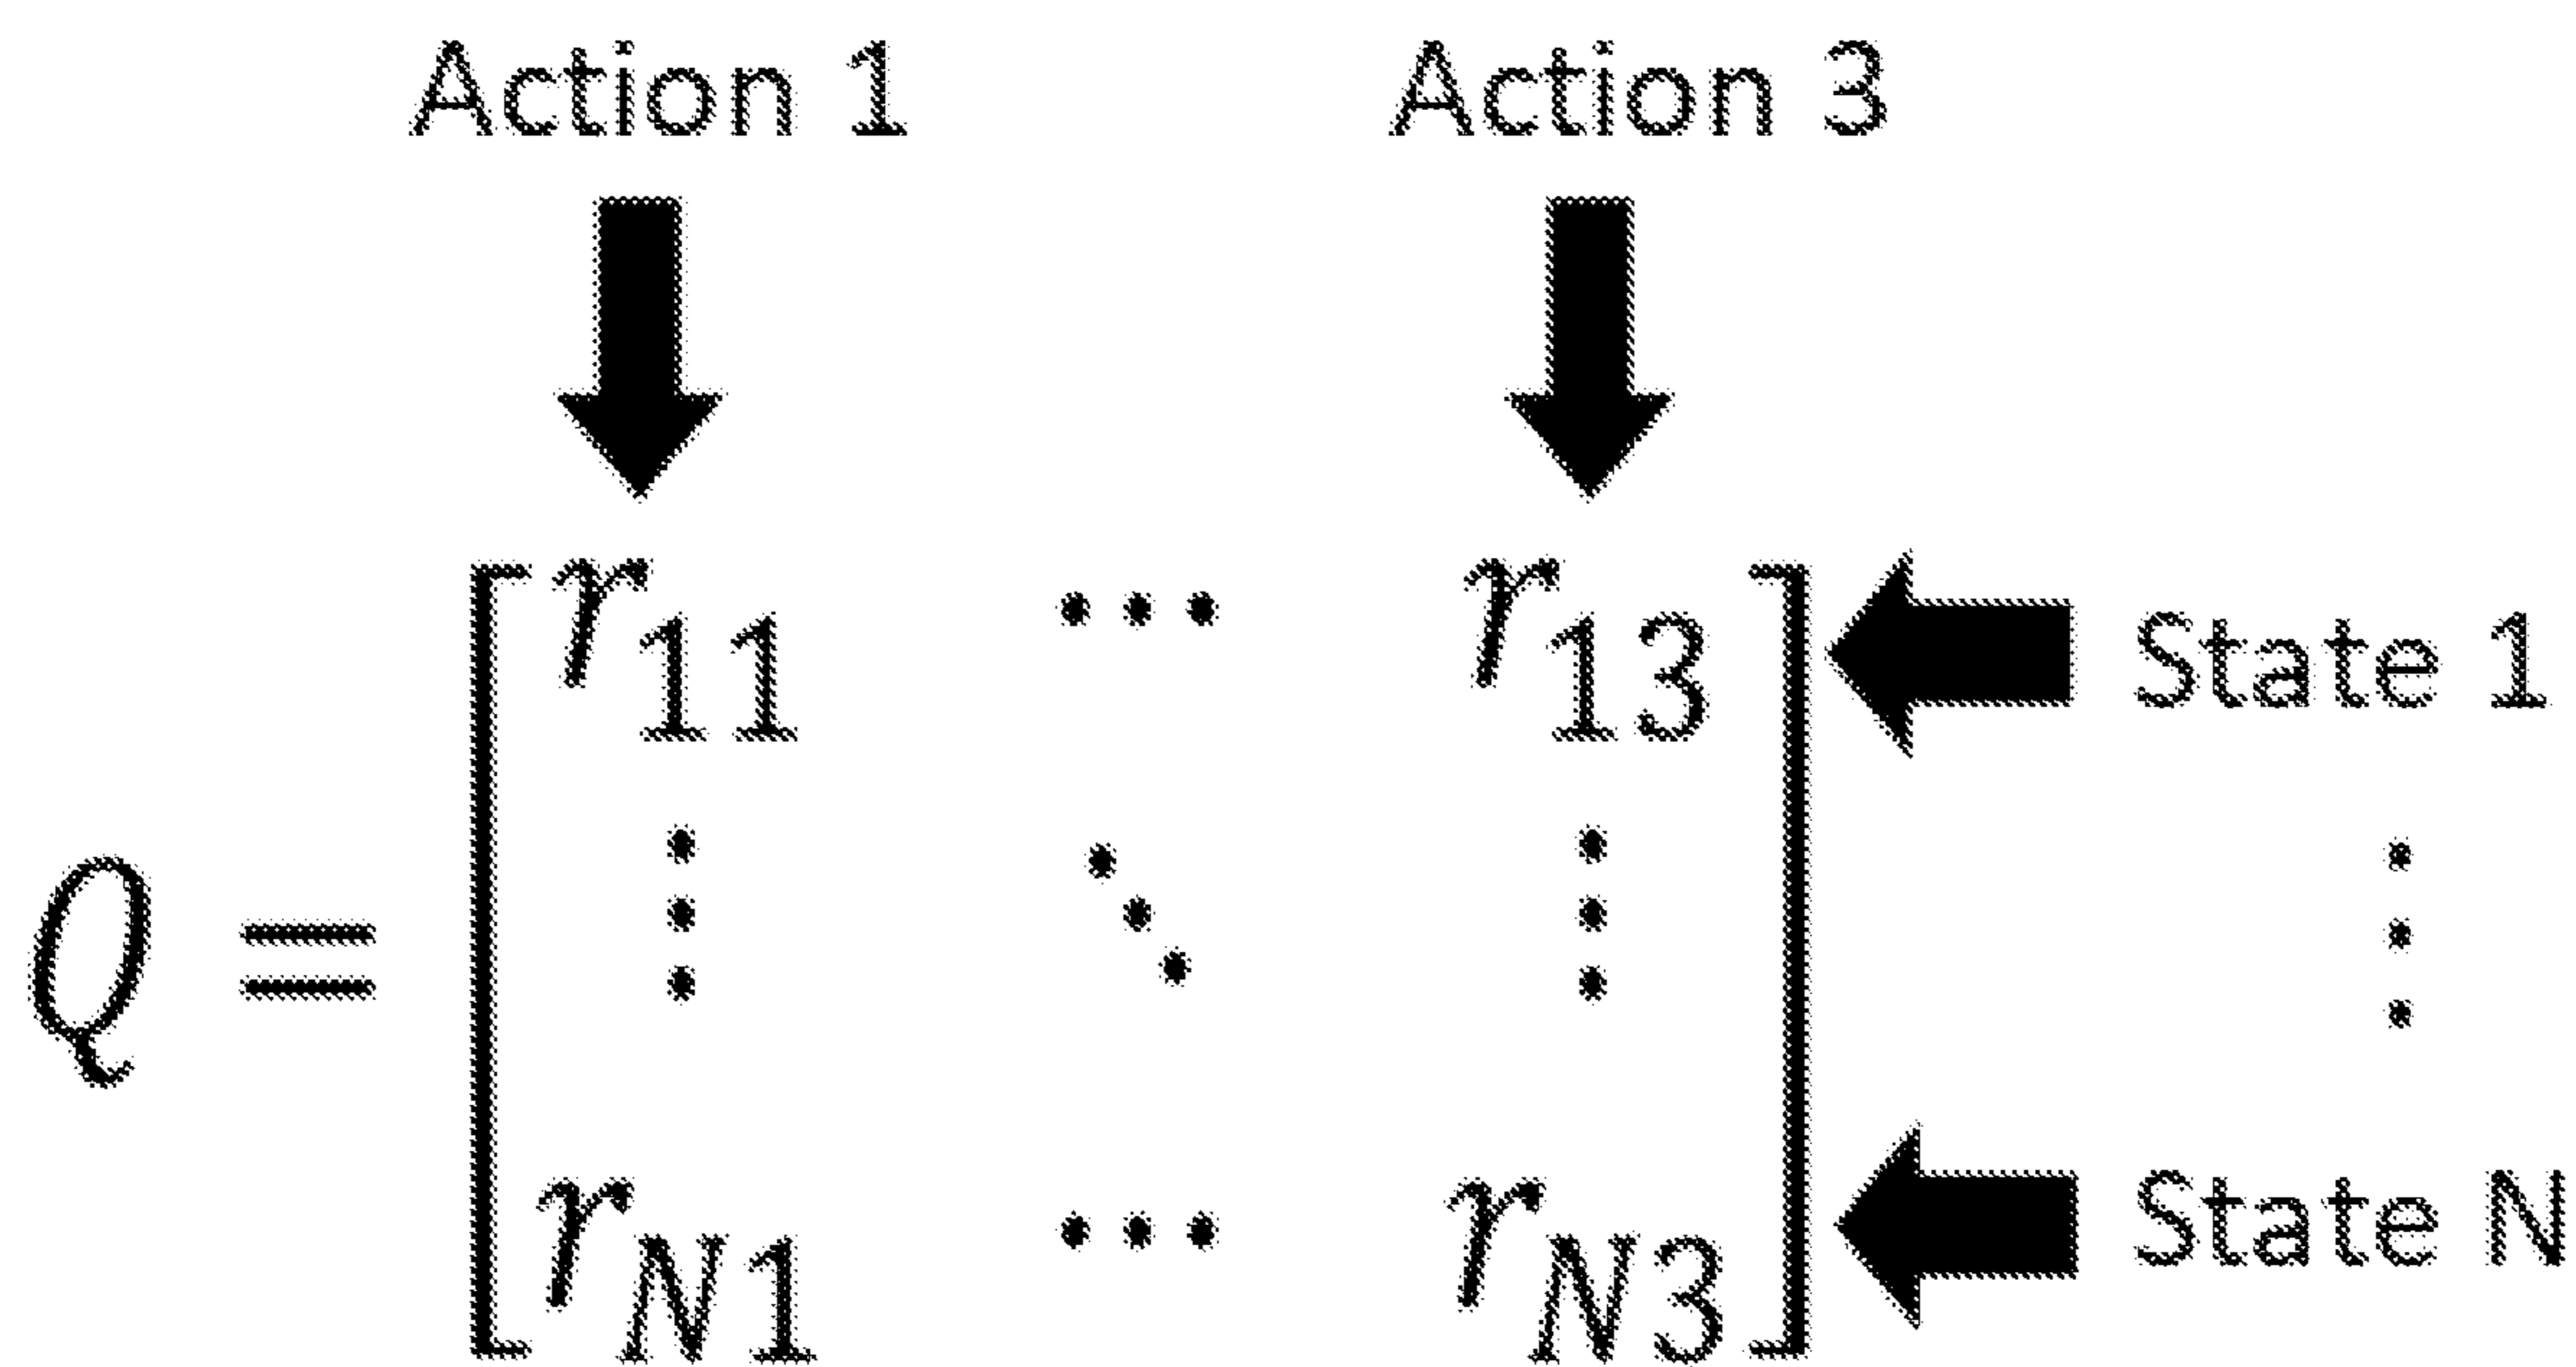 Action 1 Action 3
r11 ... r13 State 1
Q =
rN1 ... rN3 State N